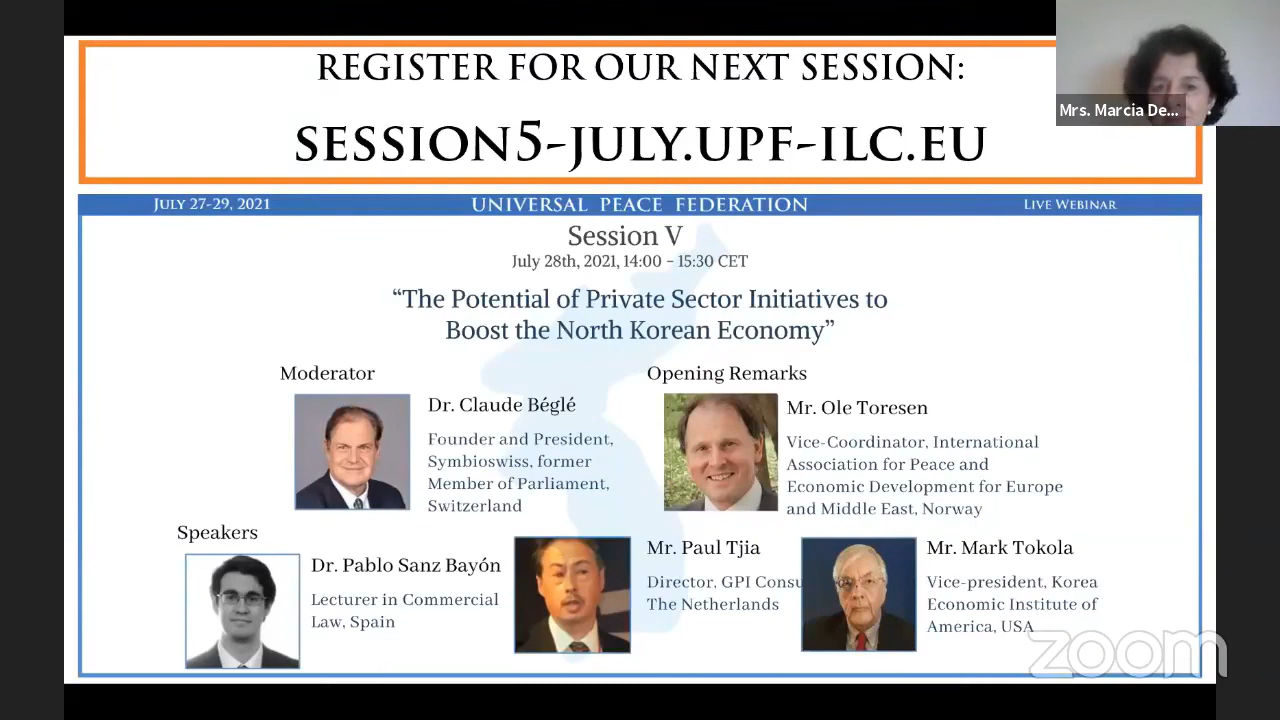 REGISTER FOR OUR NEXT SESSION:
SESSION5-JULY.UPF-ILC.EU
Mrs. Marcia De...
July 27-29, 2021
UNIVERSAL PEACE FEDERATION
Live Webinar
Session V
July 28th, 2021, 14:00 – 15:30 CET
“The Potential of Private Sector Initiatives to
Boost the North Korean Economy”
Moderator
Dr. Claude Béglé
Founder and President,
Symbioswiss, former
Member of Parliament,
Switzerland
Opening Remarks
Mr. Ole Toresen
Vice-Coordinator, International
Association for Peace and
Economic Development for Europe
and Middle East, Norway
Speakers
Dr. Pablo Sanz Bayón
Lecturer in Commercial
Law, Spain
Mr. Paul Tjia
Director, GPI Consu
The Netherlands
Mr. Mark Tokola
Vice-president, Korea
Economic Institute of
America, USA
zoom